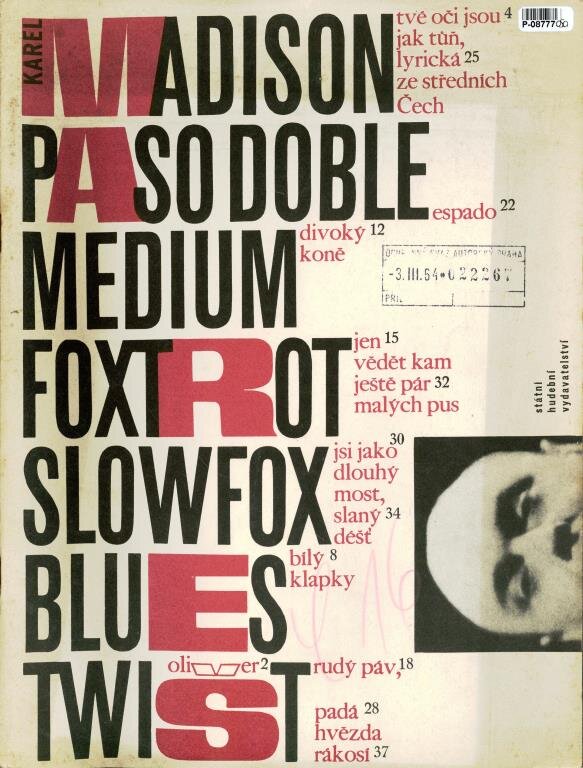 KAREL
MADISON
tvé oči jsou 4
jak tůň,
lyrická 25
ze středních
Čech
P-087770
PASO DOBLE
espado 22
MEDIUM
divoký 12
koně
-3.III.64*022267
PŘÍL.
FOXTROT
jen 15
vědět kam
ještě pár 32
malých pus
státní
hudební
vydavatelství
SLOWFOX
30
jsi jako
dlouhý
most,
slaný 34
déšť
BLUES
bílý 8
klapky
TWIST
oliver 2
rudý páv, 18
padá 28
hvězda
rákosí 37